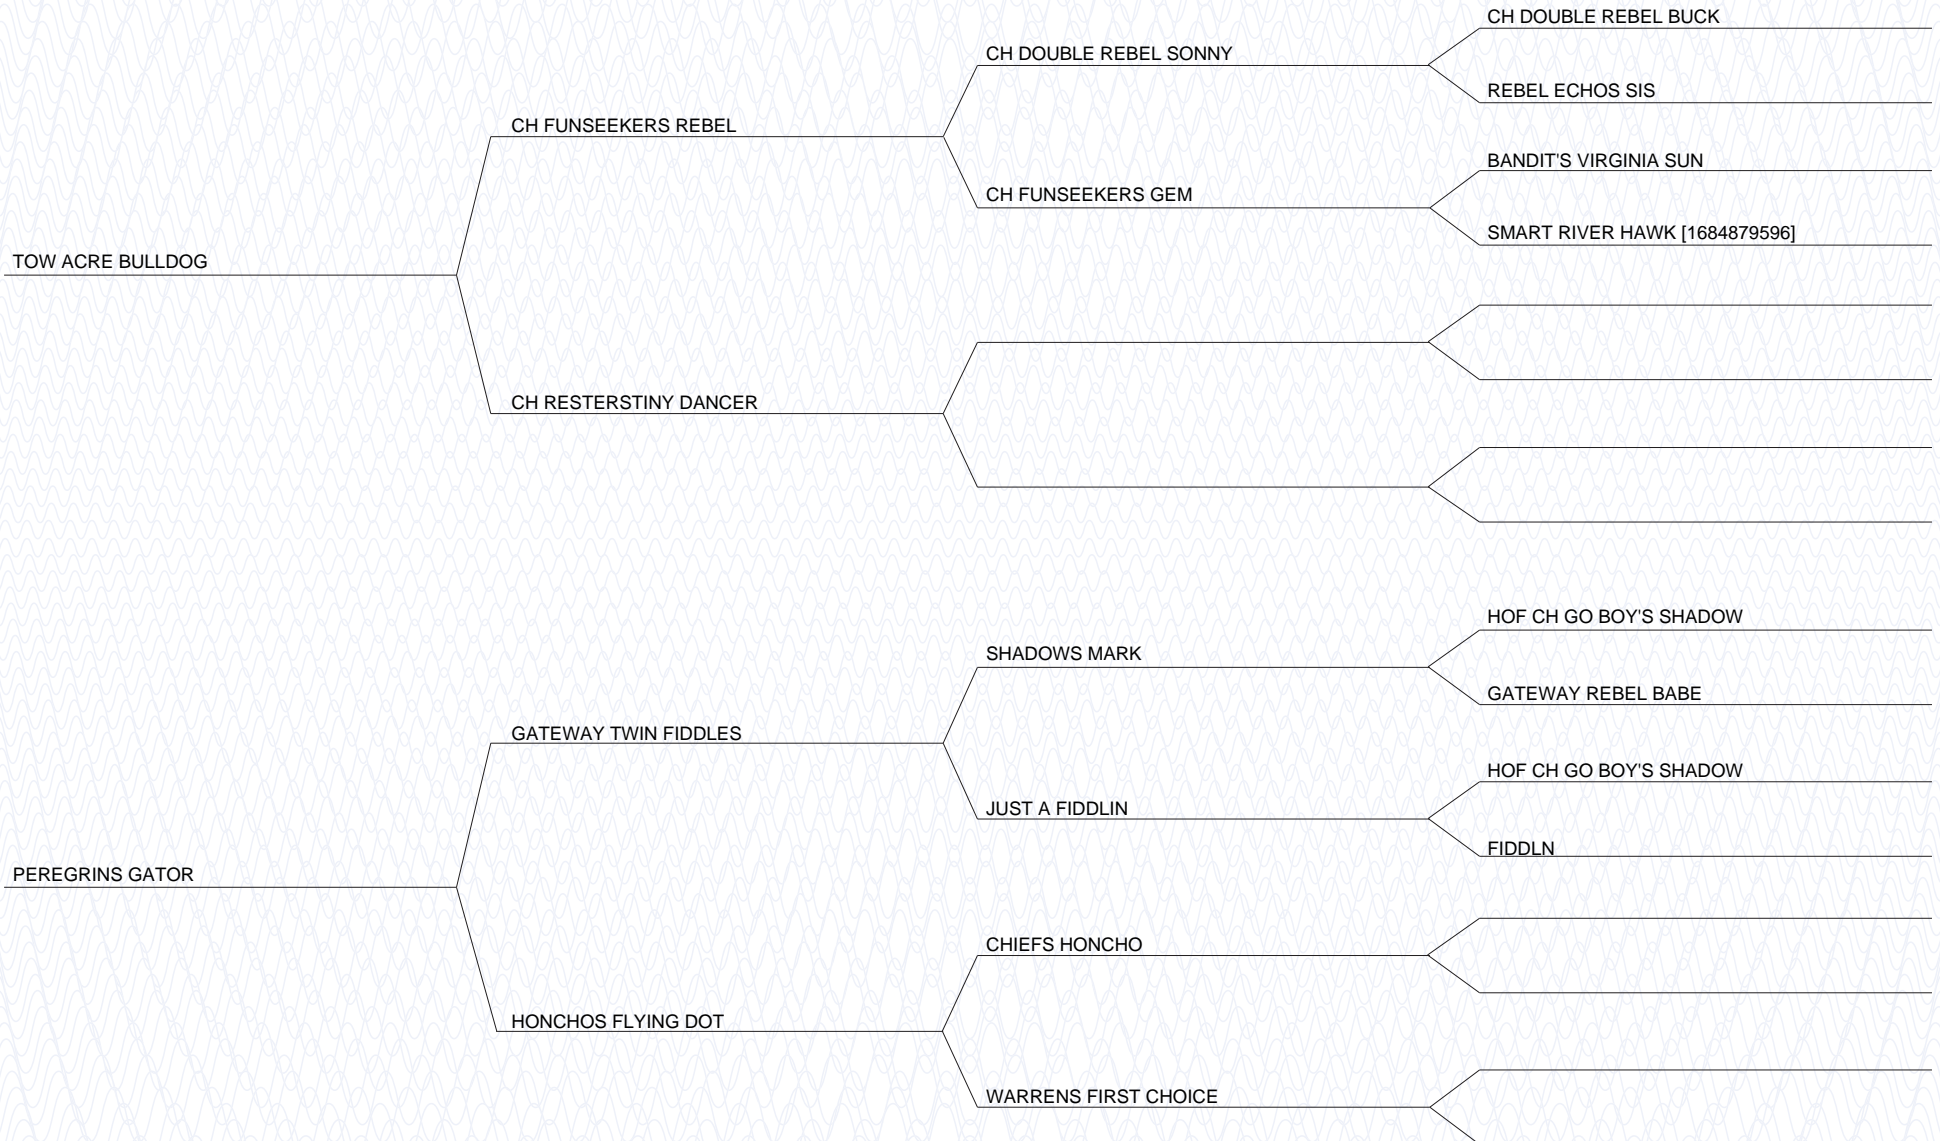 CH DOUBLE REBEL BUCK
CH DOUBLE REBEL SONNY
REBEL ECHOS SIS
CH FUNSEEKERS REBEL
BANDIT'S VIRGINIA SUN
CH FUNSEEKERS GEM
SMART RIVER HAWK [1684879596]
TOW ACRE BULLDOG
CH RESTERSTINY DANCER
HOF CH GO BOY'S SHADOW
SHADOWS MARK
GATEWAY REBEL BABE
GATEWAY TWIN FIDDLES
HOF CH GO BOY'S SHADOW
JUST A FIDDLIN
FIDDLN
PEREGRINS GATOR
CHIEFS HONCHO
HONCHOS FLYING DOT
WARRENS FIRST CHOICE